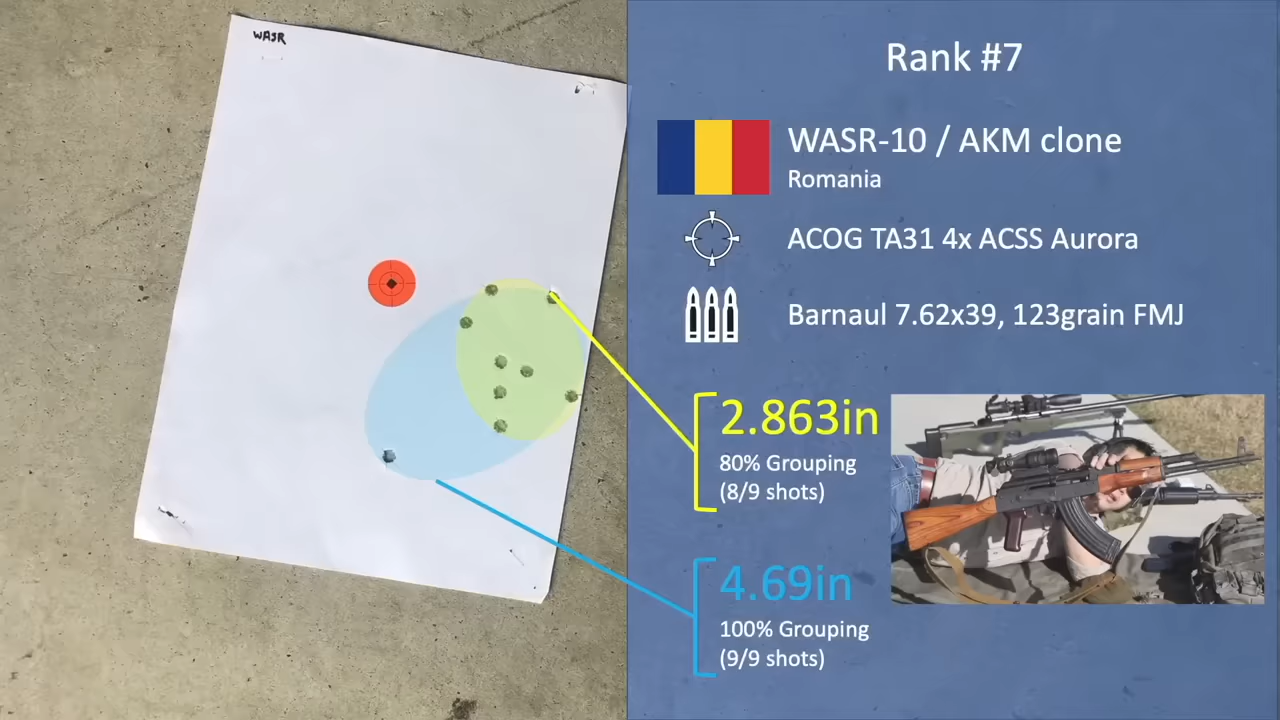 WASR
Rank #7
WASR-10 / AKM clone
Romania
ACOG TA31 4x ACSS Aurora
Barnaul 7.62x39, 123grain FMJ
2.863in
80% Grouping
(8/9 shots)
4.69in
100% Grouping
(9/9 shots)